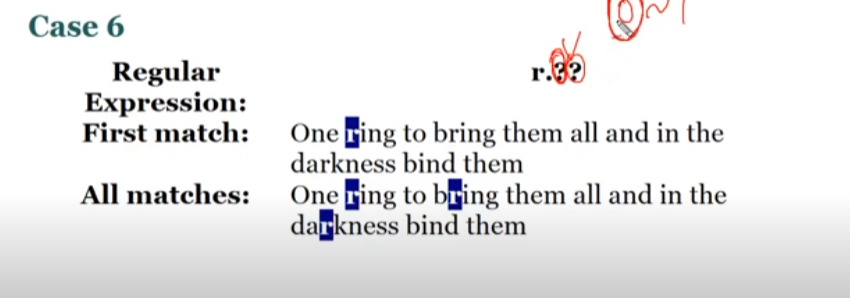 Case 6
Regular r.??
Expression:
First match: One ring to bring them all and in the
darkness bind them
All matches: One ring to bring them all and in the
darkness bind them